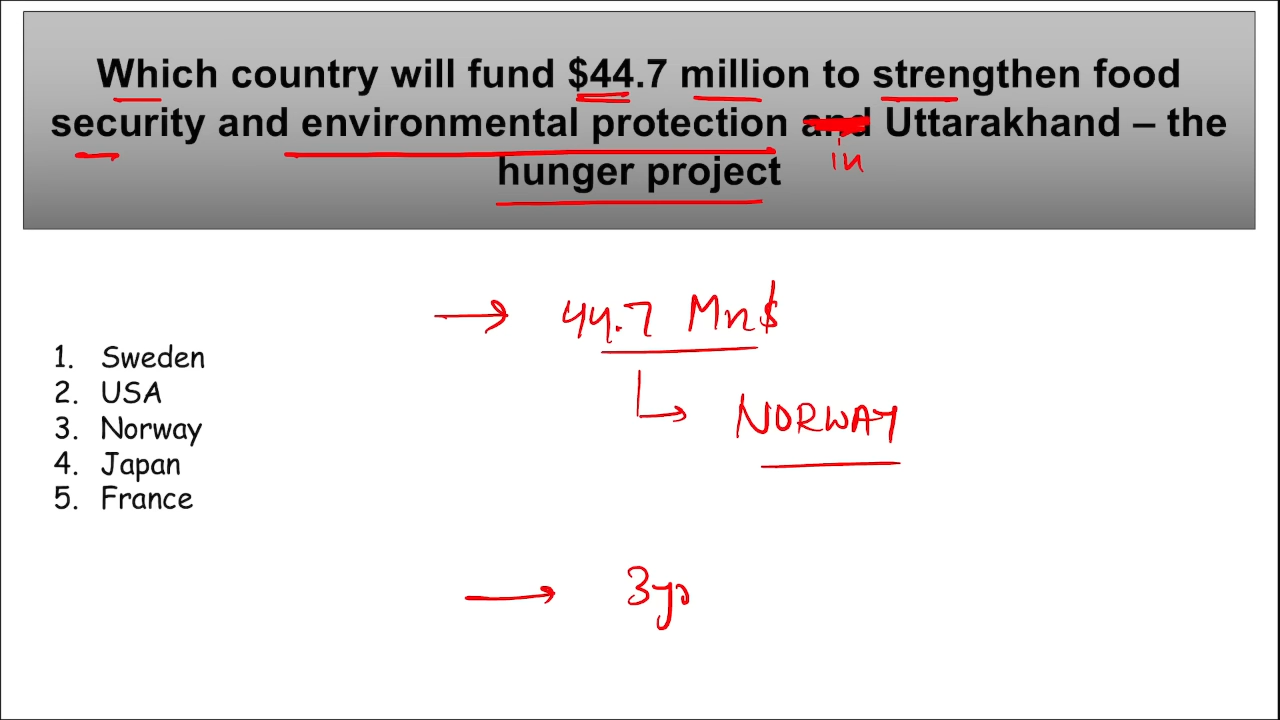 Which country will fund $44.7 million to strengthen food
security and environmental protection and Uttarakhand – the
in
hunger project
→ 44.7 Mn$
1. Sweden
2. USA
3. Norway
4. Japan
5. France
NORWAY
→ 3